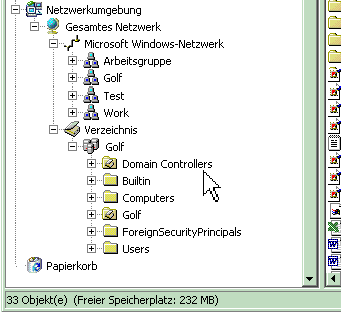 Netzwerkumgebung
Gesamtes Netzwerk
Microsoft Windows-Netzwerk
Arbeitsgruppe
Golf
Test
Work
Verzeichnis
Golf
Domain Controllers
Builtin
Computers
Golf
ForeignSecurityPrincipals
Users
Papierkorb
33 Objekt(e) (Freier Speicherplatz: 232 MB)